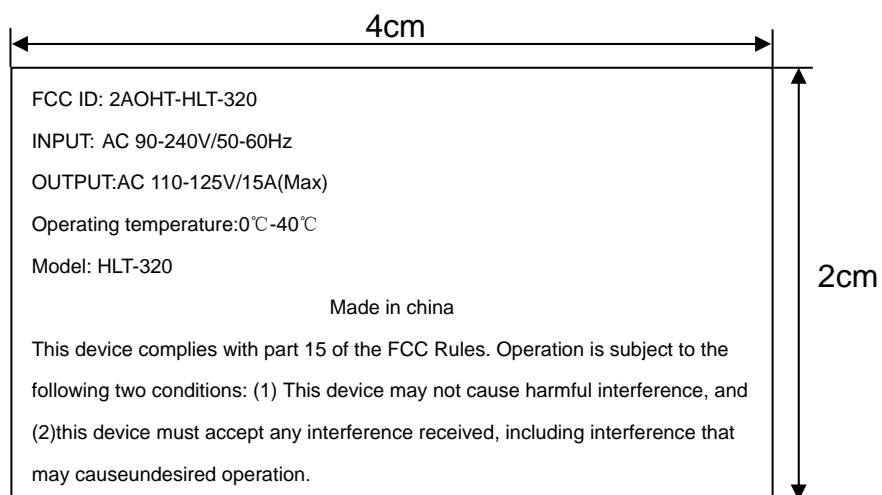 4cm
FCC ID: 2AOHT-HLT-320
INPUT: AC 90-240V/50-60Hz
OUTPUT:AC 110-125V/15A(Max)
Operating temperature:0℃-40℃
Model: HLT-320
2cm
Made in china
This device complies with part 15 of the FCC Rules. Operation is subject to the
following two conditions: (1) This device may not cause harmful interference, and
(2)this device must accept any interference received, including interference that
may causeundesired operation.